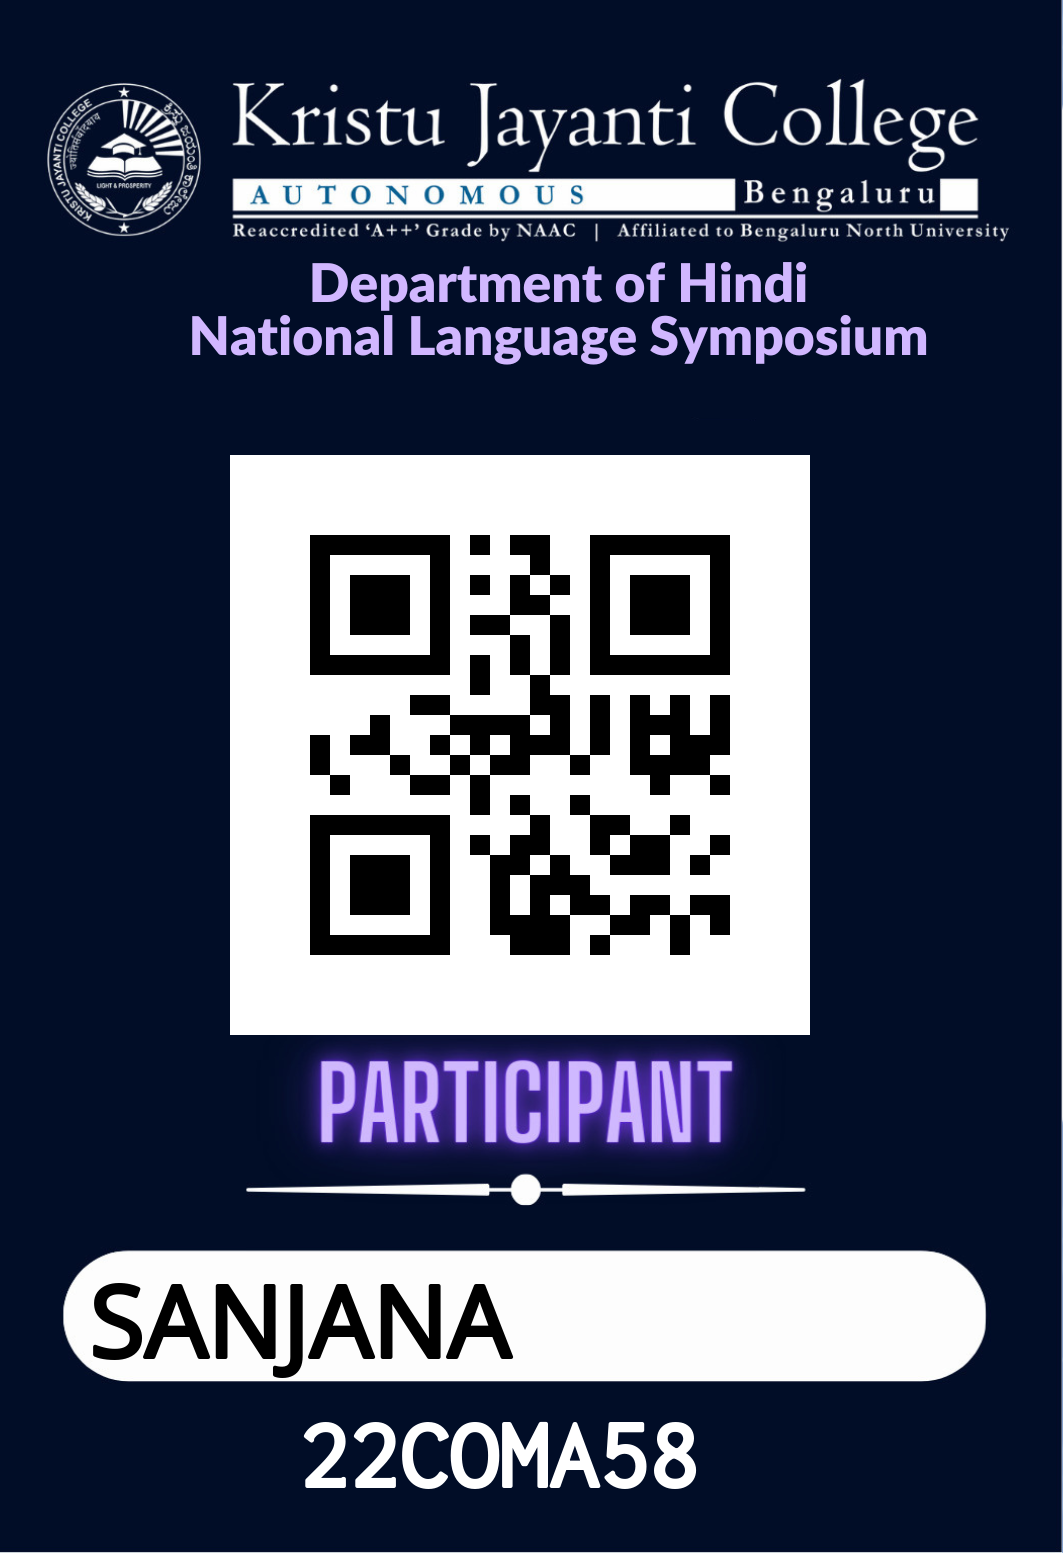 Kristu Jayanti College
AUTONOMOUS Bengaluru
Reaccredited ‘A++’ Grade by NAAC | Affiliated to Bengaluru North University
KRISTU JAYANTI COLLEGE
LIGHT & PROSPERITY
Department of Hindi
National Language Symposium
PARTICIPANT
SANJANA
22COMA58